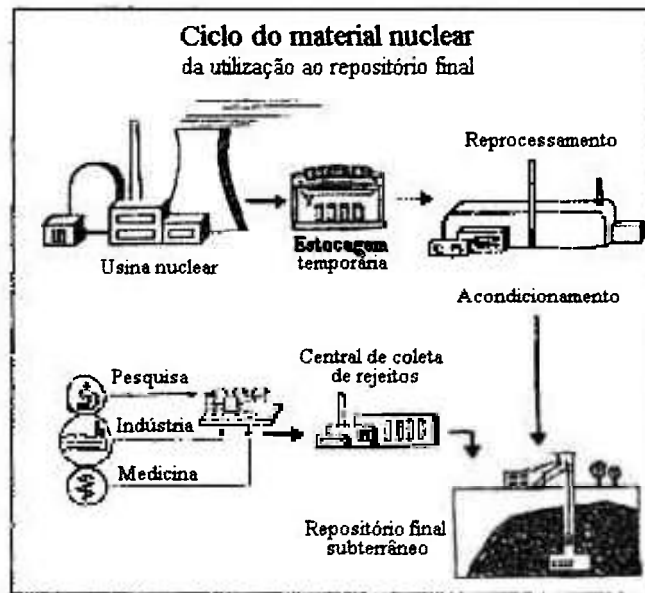 Ciclo do material nuclear
da utilização ao repositório final
Reprocessamento
Usina nuclear
Estocagem
temporária
Acondicionamento
Pesquisa
Indústria
Medicina
Central de coleta
de rejeitos
Repositório final
subterrâneo